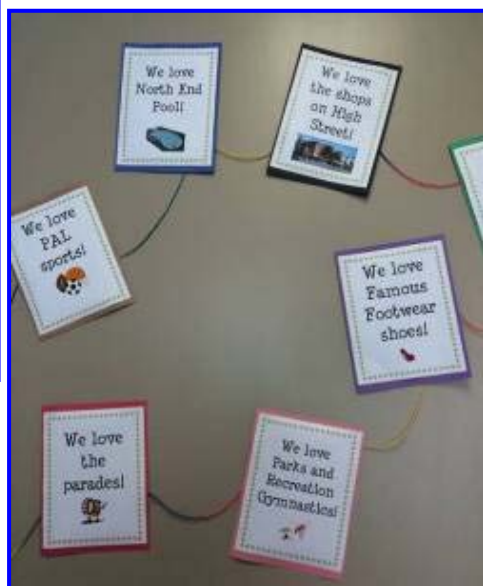 We love
North End
Pool!
We love
the shops
on High
Street!
We love
PAL
sports!
We love
Famous
Footwear
shoes!
We love
the
parades!
We love
Parks and
Recreation
Gymnastics!